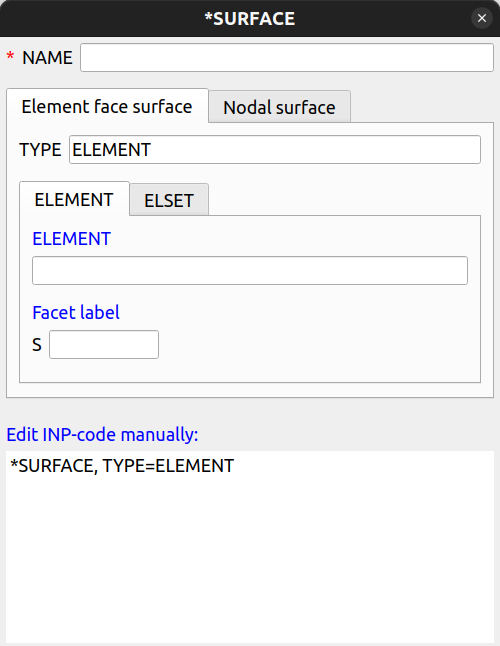 *SURFACE
* NAME
Element face surface
Nodal surface
TYPE ELEMENT
ELEMENT
ELSET
ELEMENT
Facet label
S
Edit INP-code manually:
*SURFACE, TYPE=ELEMENT